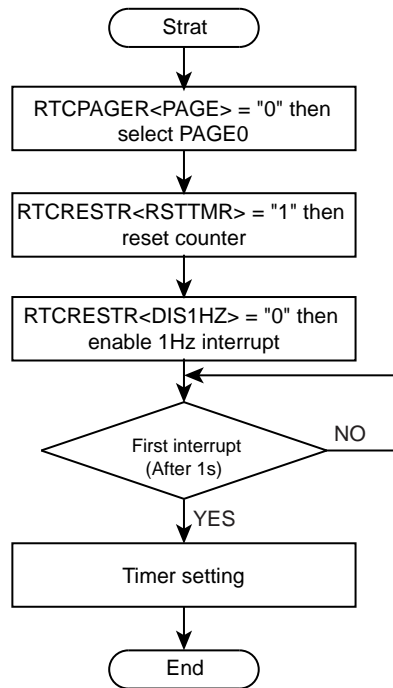 Strat
RTCPAGER<PAGE> = "0" then
select PAGE0
RTCRESTR<RSTTMR> = "1" then
reset counter
RTCRESTR<DIS1HZ> = "0" then
enable 1Hz interrupt
First interrupt
(After 1s)
NO
YES
Timer setting
End